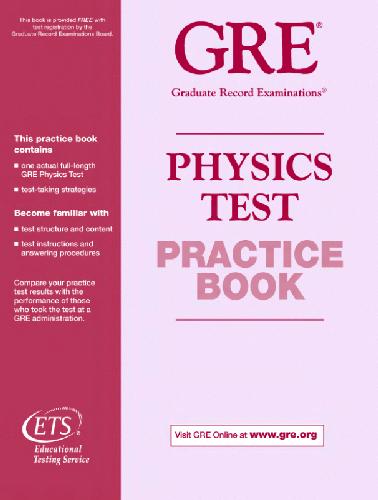 This book is provided FREE with
test registration by the
Graduate Record Examinations Board.
GRE®
Graduate Record Examinations®
This practice book
contains
■ one actual full-length
GRE Physics Test
■ test-taking strategies
Become familiar with
■ test structure and content
■ test instructions and
answering procedures
Compare your practice
test results with the
performance of those
who took the test at a
GRE administration.
PHYSICS
TEST
PRACTICE
BOOK
ETS®
Educational
Testing Service
Visit GRE Online at www.gre.org